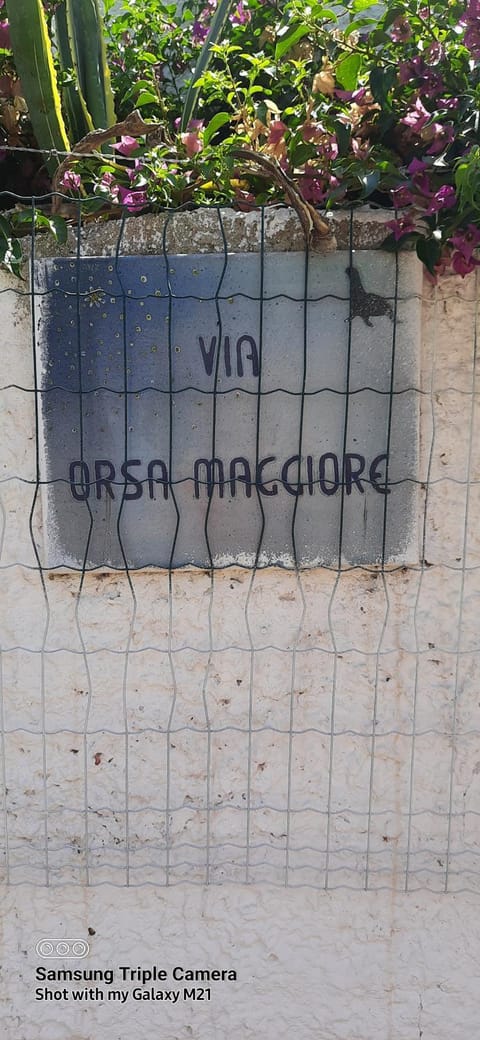 VIA
ORSA MAGGIORE
Samsung Triple Camera
Shot with my Galaxy M21